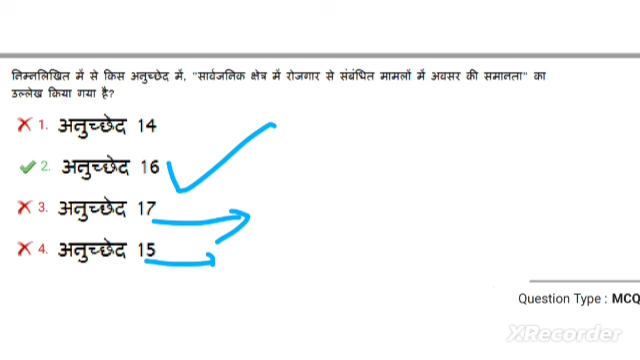 निम्नलिखित में से किस अनुच्छेद में, "सार्वजनिक क्षेत्र में रोजगार से संबंधित मामलों में अवसर की समानता" का
उल्लेख किया गया है?
1. अनुच्छेद 14
2. अनुच्छेद 16
3. अनुच्छेद 17
4. अनुच्छेद 15
Question Type : MCQ
XRecorder